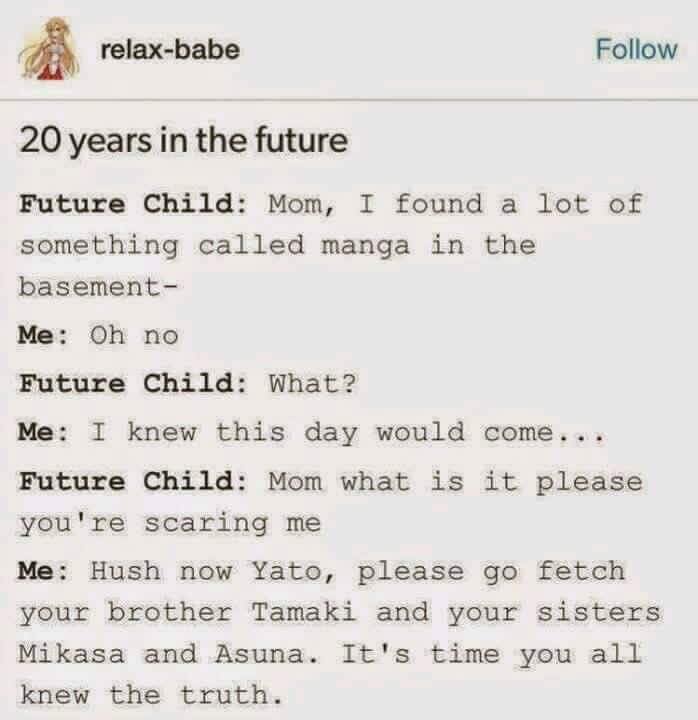 relax-babe
Follow
20 years in the future
Future Child: Mom, I found a lot of
something called manga in the
basement-
Me: Oh no
Future Child: What?
Me: I knew this day would come...
Future Child: Mom what is it please
you're scaring me
Me: Hush now Yato, please go fetch
your brother Tamaki and your sisters
Mikasa and Asuna. It's time you all
knew the truth.